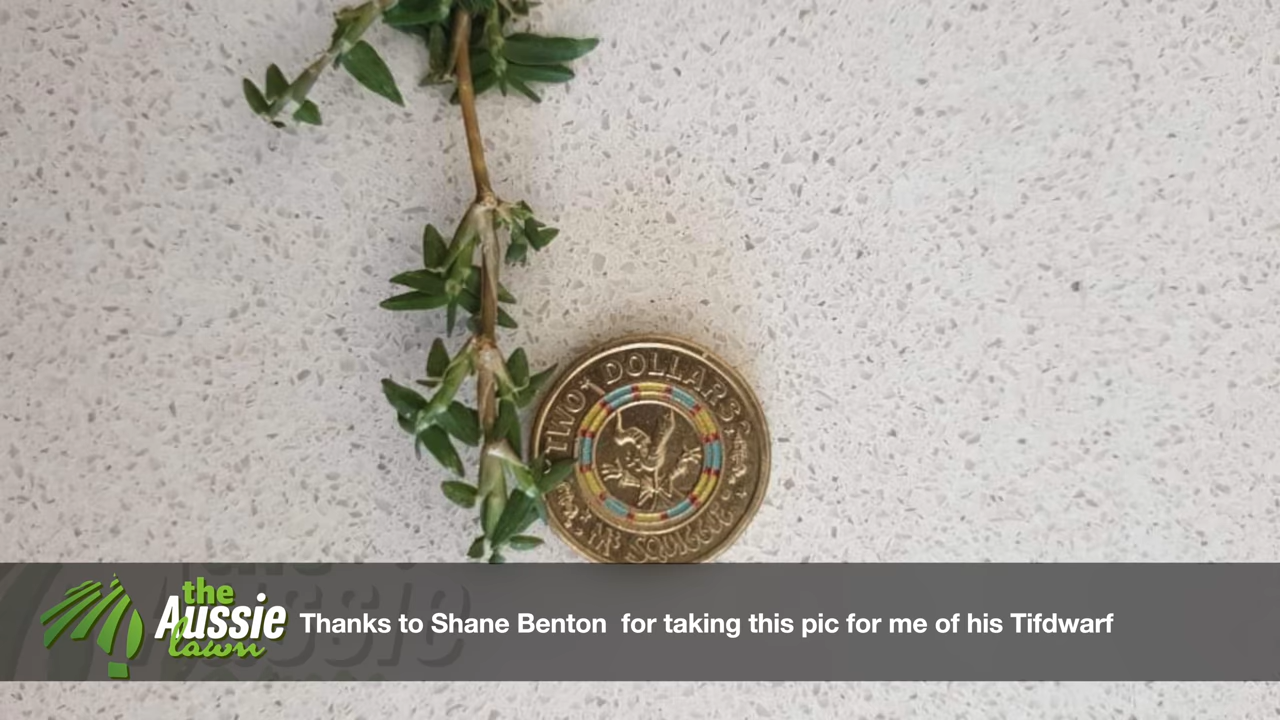 TWO DOLLARS
MR SQUIGGLE
the
Aussie
lawn
Thanks to Shane Benton for taking this pic for me of his Tifdwarf